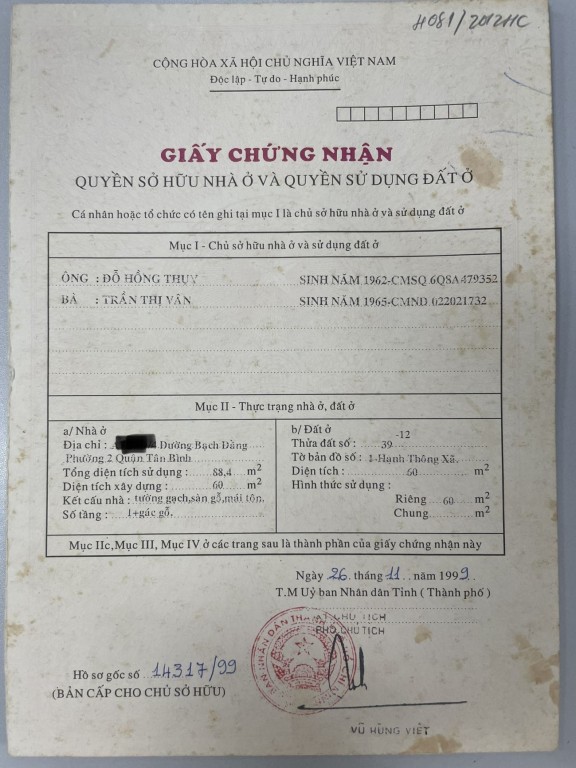 4081/2012HC
CỘNG HÒA XÃ HỘI CHỦ NGHĨA VIỆT NAM
Độc lập - Tự do - Hạnh phúc
GIẤY CHỨNG NHẬN
QUYỀN SỞ HỮU NHÀ Ở VÀ QUYỀN SỬ DỤNG ĐẤT Ở
Cá nhân hoặc tổ chức có tên ghi tại mục I là chủ sở hữu nhà ở và sử dụng đất ở
Mục I - Chủ sở hữu nhà ở và sử dụng đất ở
ÔNG : ĐỖ HỒNG THỤY SINH NĂM 1962-CMSQ 6Q8A479352
BÀ : TRẦN THỊ VÂN SINH NĂM 1965-CMND 022021732
Mục II - Thực trạng nhà ở, đất ở
a/ Nhà ở
Địa chỉ : Đường Bạch Đằng
Phường 2 Quận Tân Bình
Tổng diện tích sử dụng : 88,4 m2
Diện tích xây dựng : 60 m2
Kết cấu nhà : tường gạch,sàn gỗ,mái tôn,
Số tầng : 1+gác gỗ,
b/ Đất ở -12
Thửa đất số : 39
Tờ bản đồ số : 1-Hạnh Thông Xã,
Diện tích : 60 m2
Hình thức sử dụng :
Riêng 60 m2
Chung m2
Mục IIc,Mục III, Mục IV ở các trang sau là thành phần của giấy chứng nhận này
Ngày 26 tháng 11 năm 1999
T.M Uỷ ban Nhân dân Tỉnh ( Thành phố )
KT.CHỦ TỊCH
PHÓ CHỦ TỊCH
Hồ sơ gốc số 14317/99
(BẢN CẤP CHO CHỦ SỞ HỮU)
VŨ HÙNG VIỆT